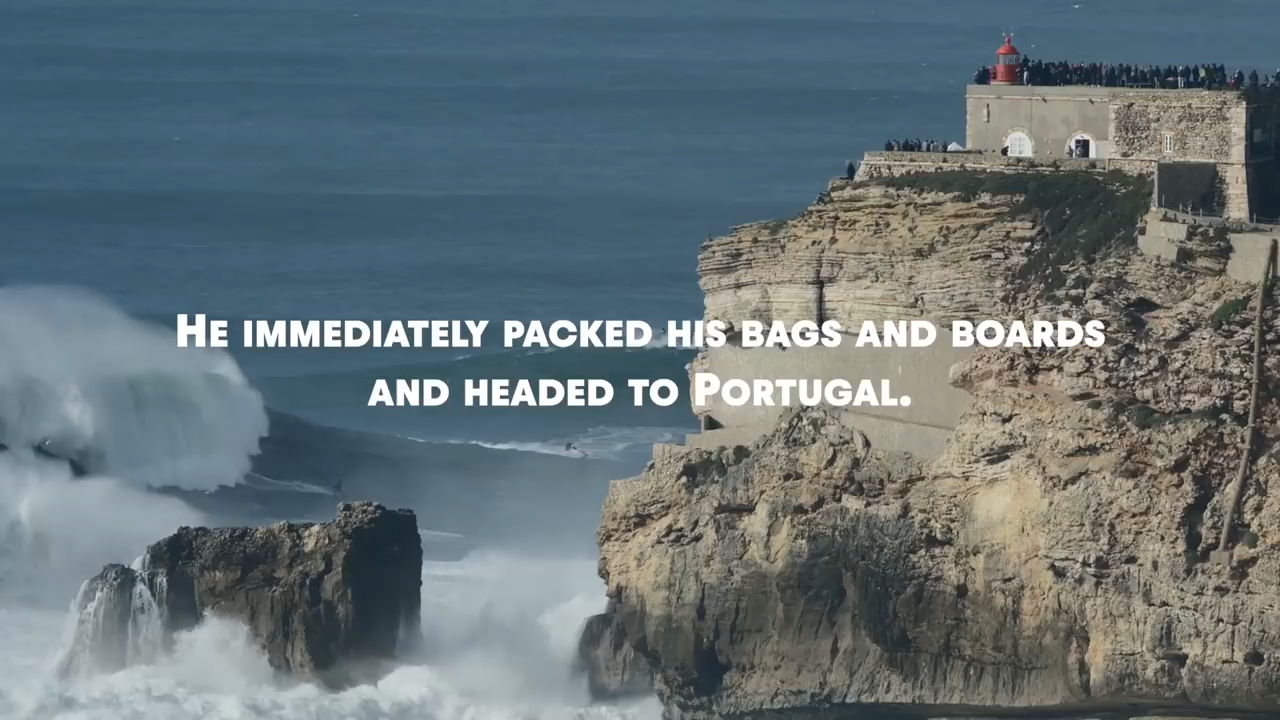 He immediately packed his bags and boards
and headed to Portugal.